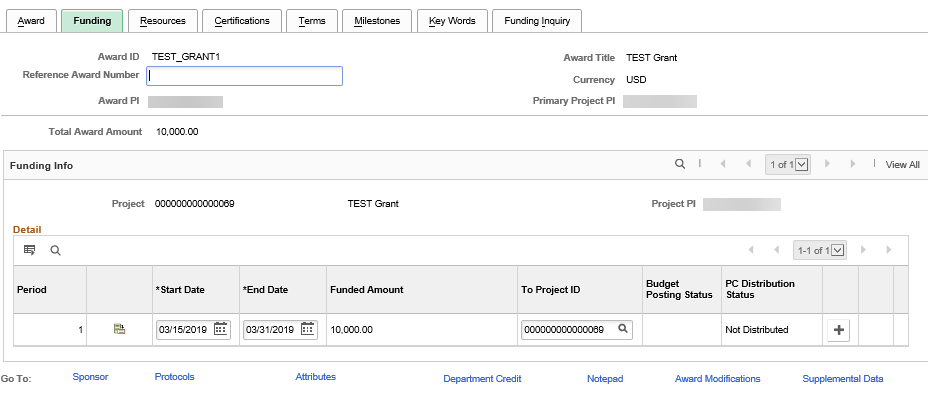 Award Funding Resources Certifications Terms Milestones Key Words Funding Inquiry
Award ID TEST_GRANT1 Award Title TEST Grant
Reference Award Number Currency USD
Award PI Primary Project PI
Total Award Amount 10,000.00
Funding Info 1 of 1 View All
Project 000000000000069 TEST Grant Project PI
Detail
1-1 of 1
Period *Start Date *End Date Funded Amount To Project ID Budget Posting Status PC Distribution Status
1 03/15/2019 03/31/2019 10,000.00 000000000000069 Not Distributed
Go To: Sponsor Protocols Attributes Department Credit Notepad Award Modifications Supplemental Data